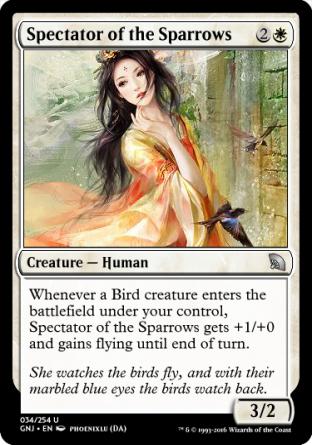 Spectator of the Sparrows 2
Creature — Human
Whenever a Bird creature enters the
battlefield under your control,
Spectator of the Sparrows gets +1/+0
and gains flying until end of turn.
She watches the birds fly, and with their
marbled blue eyes the birds watch back.
3/2
034/254 U
GNJ • EN PHOENIXLU (DA)
™ & © 1993-2016 Wizards of the Coast